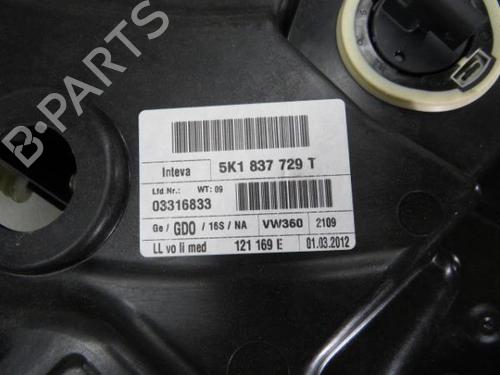 B-PARTS
Inteva 5K1 837 729 T
Lfd Nr.: WT: 09
03316833
Ge / GDO / 16S / NA VW360 2109
LL vo li med 121 169 E 01.03.2012